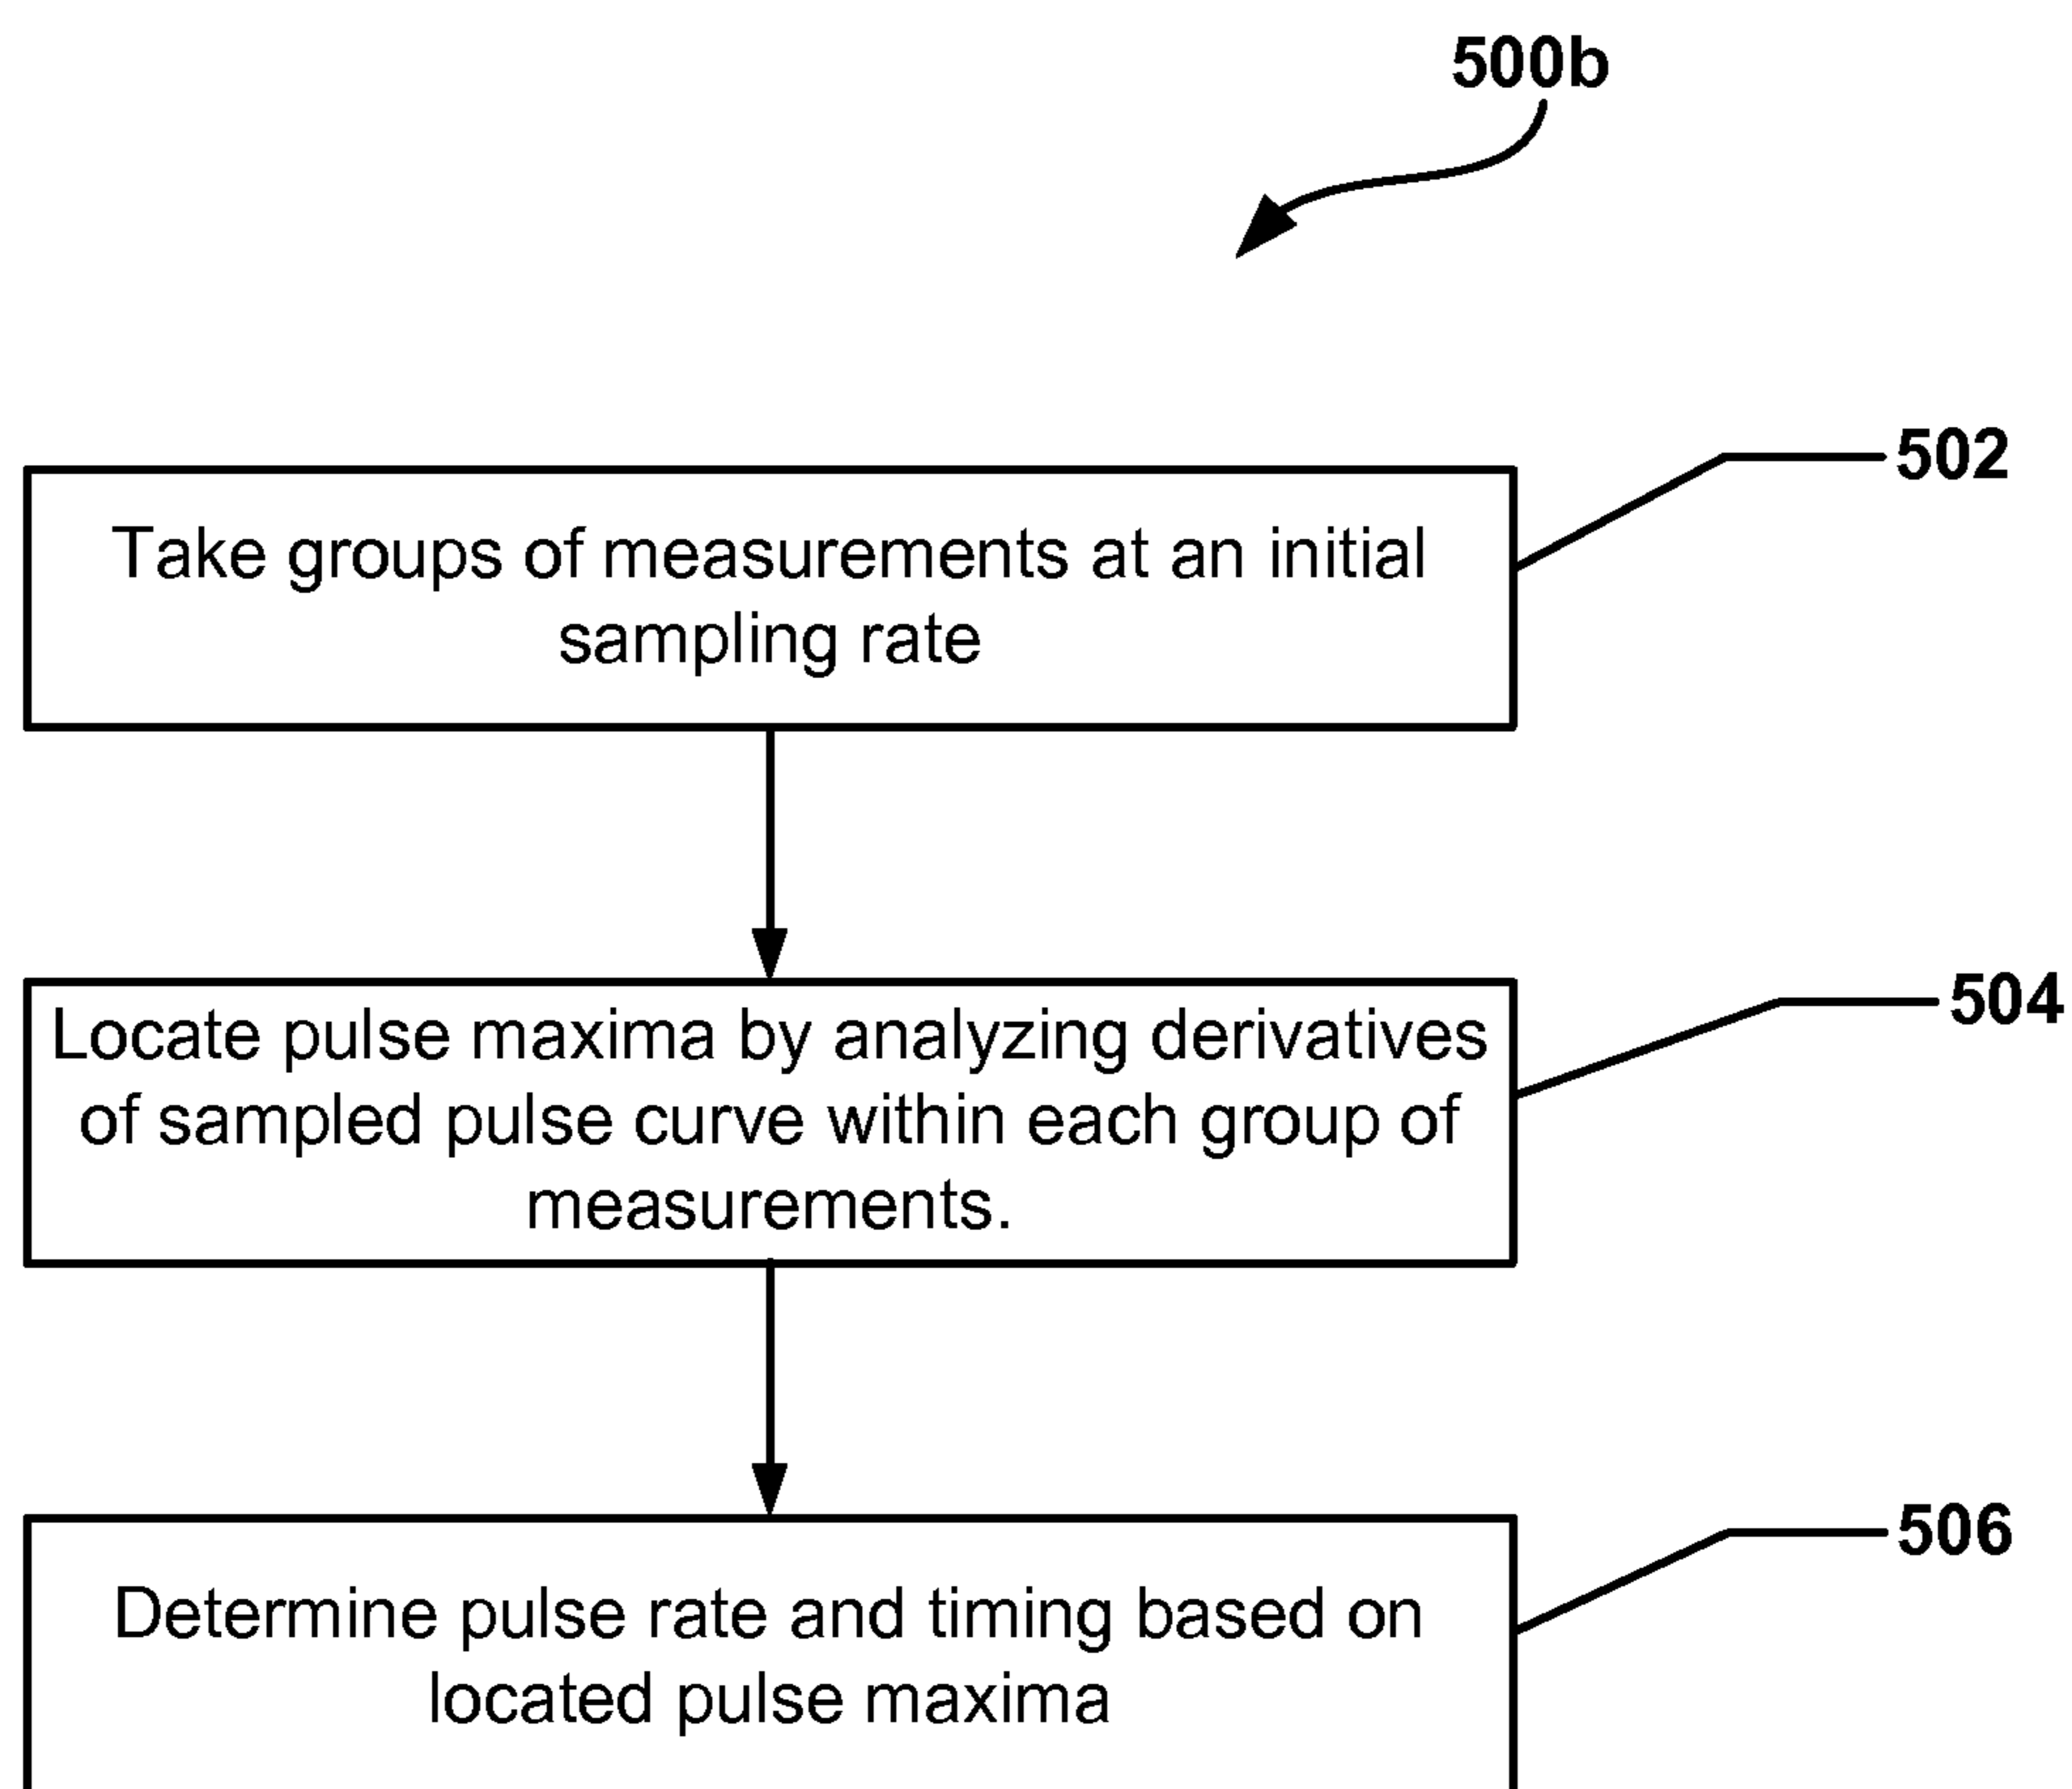 500b
502
Take groups of measurements at an initial
sampling rate
504
Locate pulse maxima by analyzing derivatives
of sampled pulse curve within each group of
measurements.
506
Determine pulse rate and timing based on
located pulse maxima